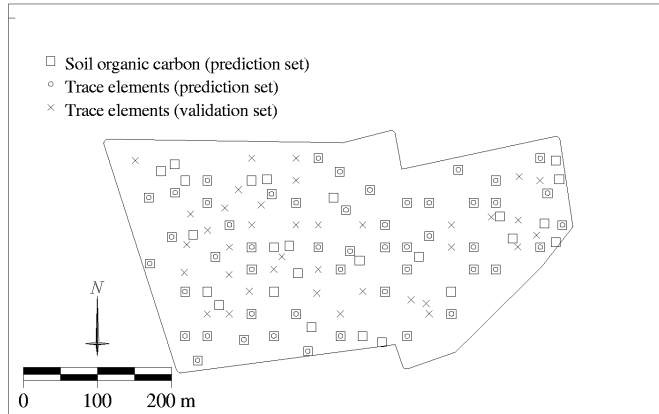 Soil organic carbon (prediction set)
Trace elements (prediction set)
Trace elements (validation set)
N
0 100 200 m